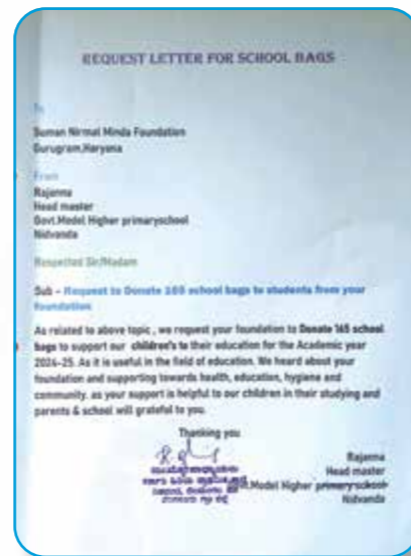 REQUEST LETTER FOR SCHOOL BAGS
To
Suman Nirmal Minda Foundation
Gurugram,Haryana
From
Rajanna
Head master
Govt.Model Higher primaryschool
Nidvanda
Respected Sir/Madam
Sub – Request to Donate 165 school bags to students from your
foundation
As related to above topic , we request your foundation to Donate 165 school
bags to support our children's to their education for the Academic year
2024-25. As it is useful in the field of education. We heard about your
foundation and supporting towards health, education, hygiene and
community. as your support is helpful to our children in their studying and
parents & school will grateful to you.
Thanking you
Rajanna
Head master
Model Higher primaryschool
Nidvanda